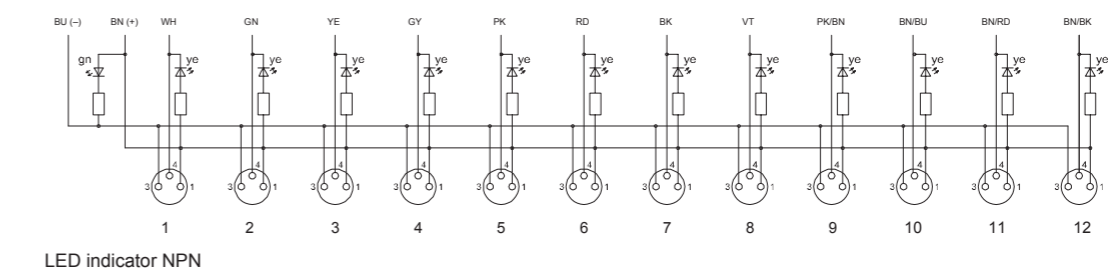 BU (–) BN (+) WH GN YE GY PK RD BK VT PK/BN BN/BU BN/RD BN/BK
gn ye ye ye ye ye ye ye ye ye ye ye ye
4 4 4 4 4 4 4 4 4 4 4 4
3 1 3 1 3 1 3 1 3 1 3 1 3 1 3 1 3 1 3 1 3 1 3 1
1 2 3 4 5 6 7 8 9 10 11 12
LED indicator NPN